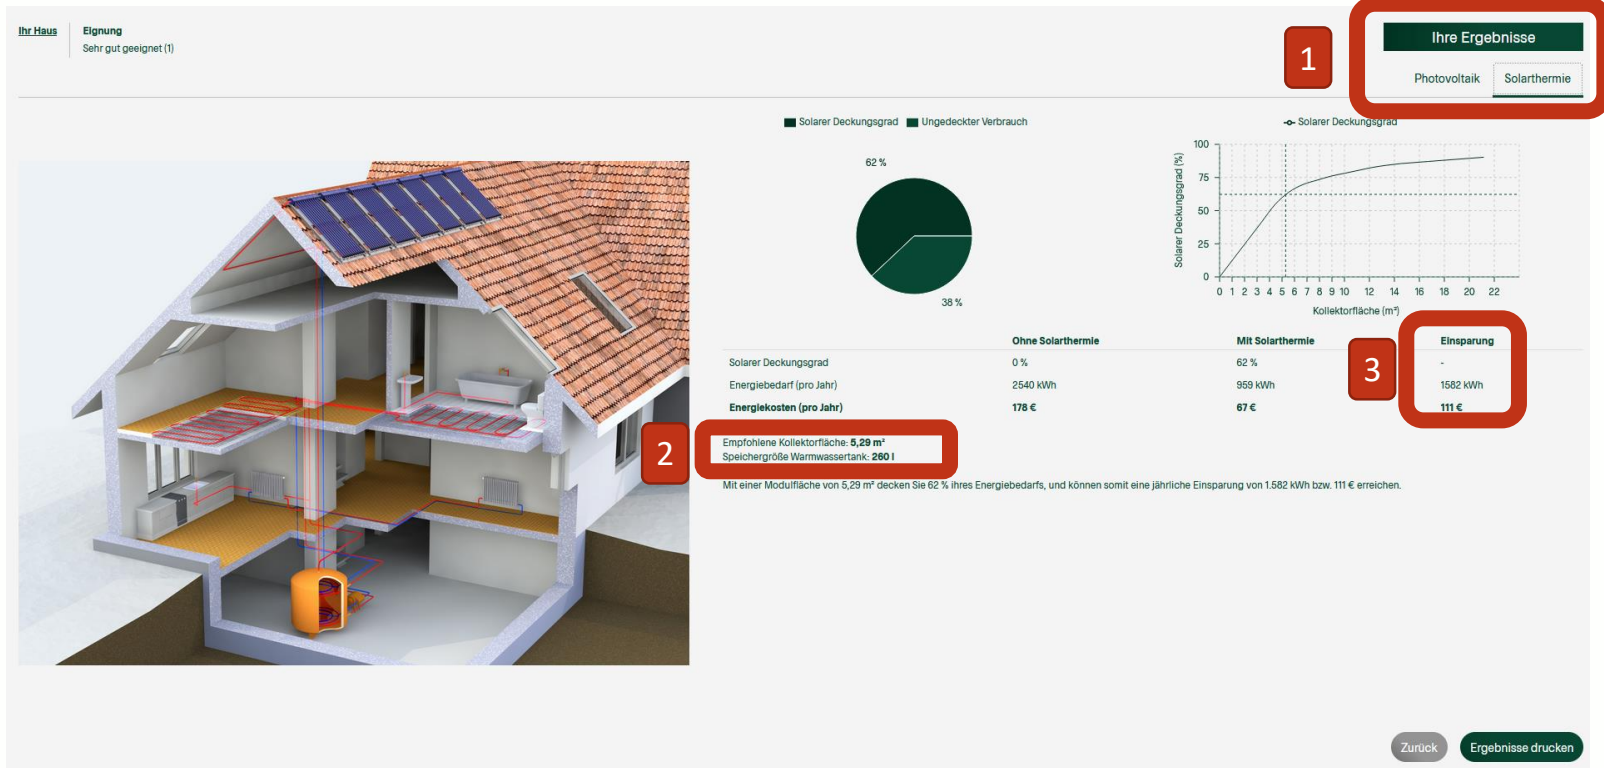 Ihr Haus
Eignung
Sehr gut geeignet (1)
1
Ihre Ergebnisse
Photovoltaik Solarthermie
Solarer Deckungsgrad Ungedeckter Verbrauch
62 %
38 %
Solarer Deckungsgrad
Solarer Deckungsgrad (%)
100
75
50
25
0
0 1 2 3 4 5 6 7 8 9 10 12 14 16 18 20 22
Kollektorfläche (m²)
Ohne Solarthermie Mit Solarthermie Einsparung
Solarer Deckungsgrad 0 % 62 % -
Energiebedarf (pro Jahr) 2540 kWh 959 kWh 1582 kWh
Energiekosten (pro Jahr) 178 € 67 € 111 €
3
2
Empfohlene Kollektorfläche: 5,29 m²
Speichergröße Warmwassertank: 260 l
Mit einer Modulfläche von 5,29 m² decken Sie 62 % ihres Energiebedarfs, und können somit eine jährliche Einsparung von 1.582 kWh bzw. 111 € erreichen.
Zurück
Ergebnisse drucken